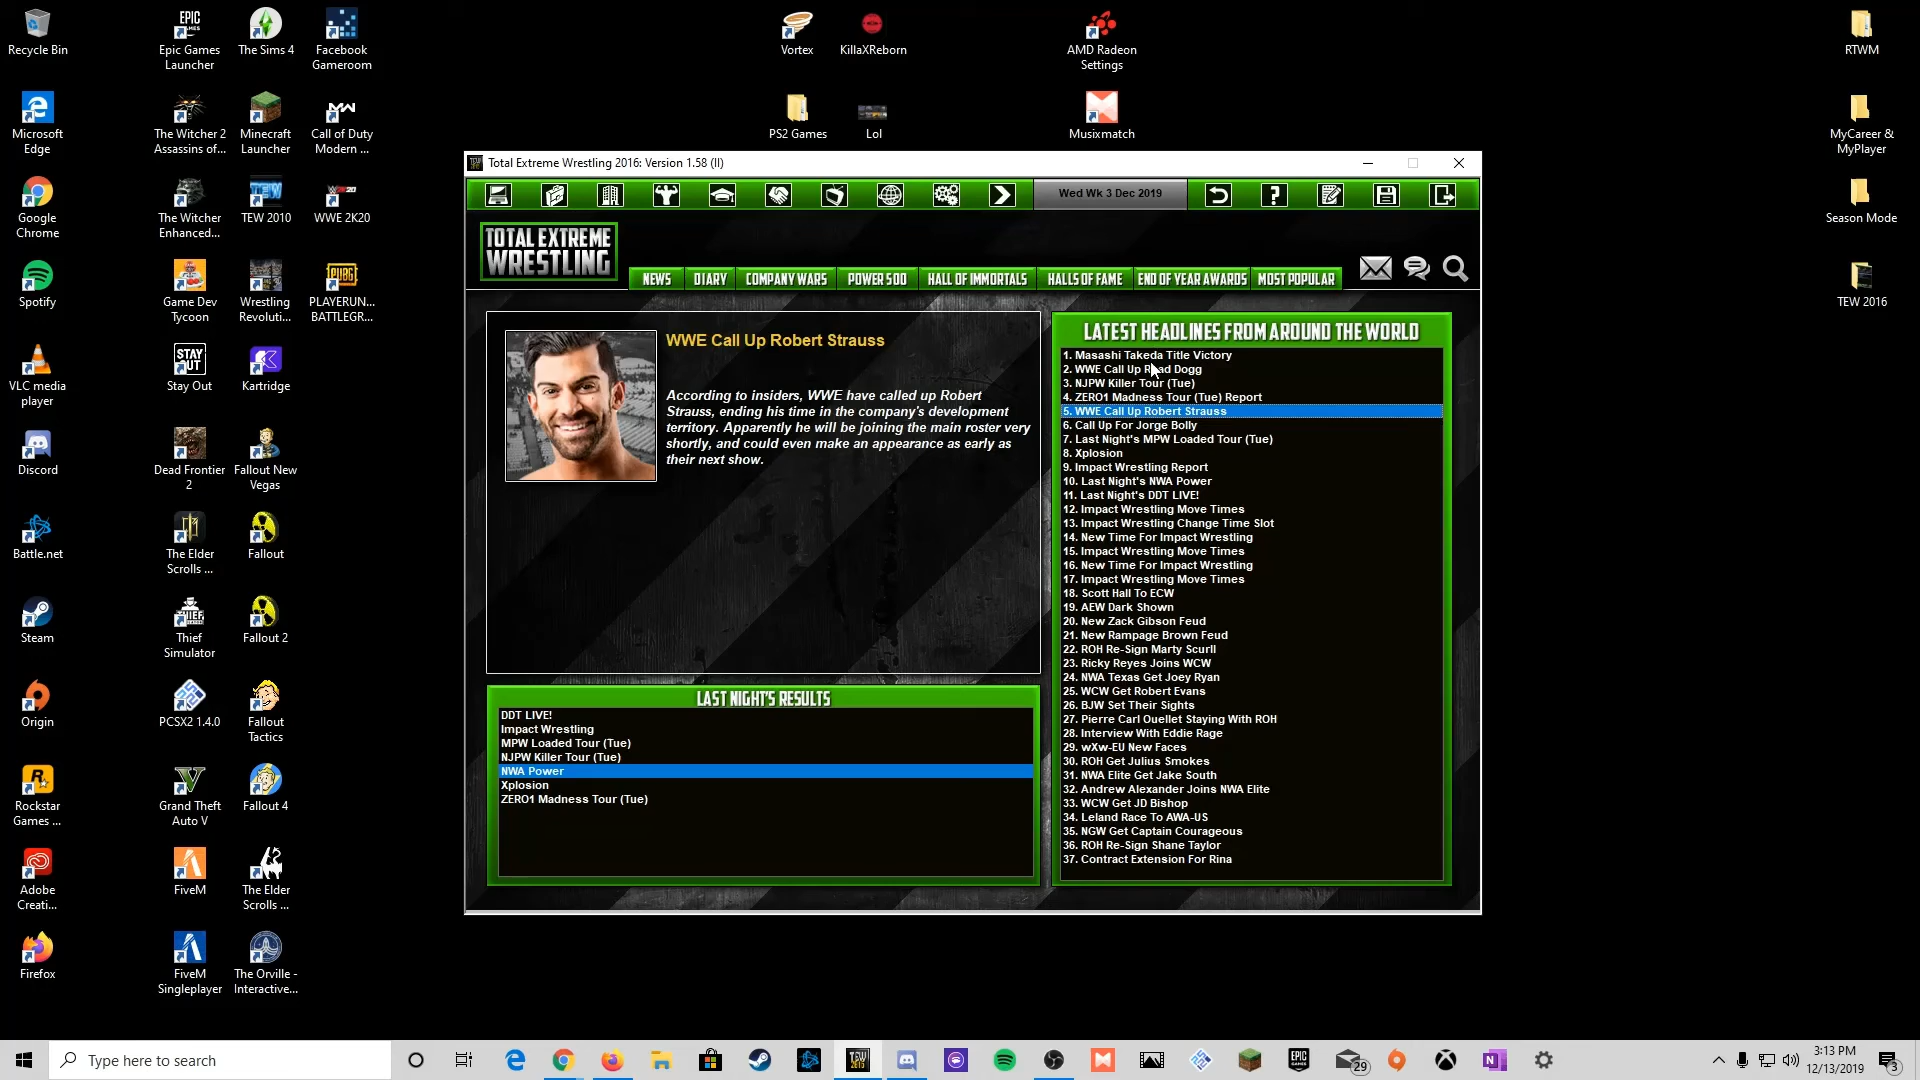 Recycle Bin
Epic Games
Launcher
The Sims 4
Facebook
Gameroom
Vortex
KillaXReborn
AMD Radeon
Settings
RTWM
Microsoft
Edge
The Witcher 2
Assassins of...
Minecraft
Launcher
Call of Duty
Modern ...
PS2 Games
Lol
Musixmatch
MyCareer &
MyPlayer
Google
Chrome
The Witcher
Enhanced...
TEW 2010
WWE 2K20
Season Mode
Spotify
Game Dev
Tycoon
Wrestling
Revoluti...
PLAYERUN...
BATTLEGR...
TEW 2016
VLC media
player
Stay Out
Kartridge
Discord
Dead Frontier
2
Fallout New
Vegas
Battle.net
The Elder
Scrolls ...
Fallout
Steam
Thief
Simulator
Fallout 2
Origin
PCSX2 1.4.0
Fallout
Tactics
Rockstar
Games ...
Grand Theft
Auto V
Fallout 4
Adobe
Creati...
FiveM
The Elder
Scrolls ...
Firefox
FiveM
Singleplayer
The Orville -
Interactive...
Total Extreme Wrestling 2016: Version 1.58 (II)
Wed Wk 3 Dec 2019
TOTAL EXTREME
WRESTLING
NEWS
DIARY
COMPANY WARS
POWER 500
HALL OF IMMORTALS
HALLS OF FAME
END OF YEAR AWARDS
MOST POPULAR
WWE Call Up Robert Strauss
According to insiders, WWE have called up Robert
Strauss, ending his time in the company's development
territory. Apparently he will be joining the main roster very
shortly, and could even make an appearance as early as
their next show.
LAST NIGHT'S RESULTS
DDT LIVE!
Impact Wrestling
MPW Loaded Tour (Tue)
NJPW Killer Tour (Tue)
NWA Power
Xplosion
ZERO1 Madness Tour (Tue)
LATEST HEADLINES FROM AROUND THE WORLD
1. Masashi Takeda Title Victory
2. WWE Call Up Road Dogg
3. NJPW Killer Tour (Tue)
4. ZERO1 Madness Tour (Tue) Report
5. WWE Call Up Robert Strauss
6. Call Up For Jorge Bolly
7. Last Night's MPW Loaded Tour (Tue)
8. Xplosion
9. Impact Wrestling Report
10. Last Night's NWA Power
11. Last Night's DDT LIVE!
12. Impact Wrestling Move Times
13. Impact Wrestling Change Time Slot
14. New Time For Impact Wrestling
15. Impact Wrestling Move Times
16. New Time For Impact Wrestling
17. Impact Wrestling Move Times
18. Scott Hall To ECW
19. AEW Dark Shown
20. New Zack Gibson Feud
21. New Rampage Brown Feud
22. ROH Re-Sign Marty Scurll
23. Ricky Reyes Joins WCW
24. NWA Texas Get Joey Ryan
25. WCW Get Robert Evans
26. BJW Set Their Sights
27. Pierre Carl Ouellet Staying With ROH
28. Interview With Eddie Rage
29. wXw-EU New Faces
30. ROH Get Julius Smokes
31. NWA Elite Get Jake South
32. Andrew Alexander Joins NWA Elite
33. WCW Get JD Bishop
34. Leland Race To AWA-US
35. NGW Get Captain Courageous
36. ROH Re-Sign Shane Taylor
37. Contract Extension For Rina
Type here to search
29
3:13 PM
12/13/2019
3